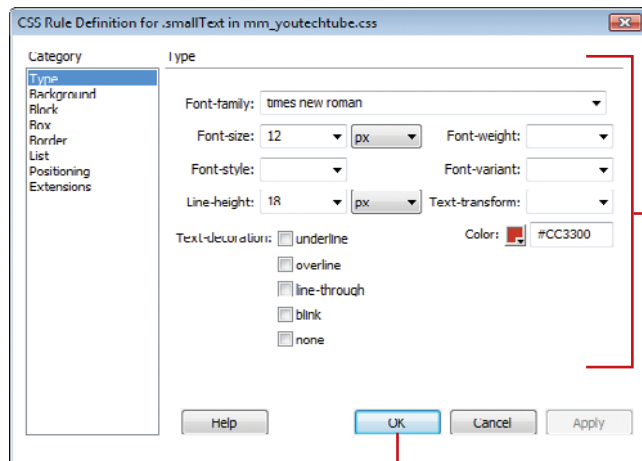 CSS Rule Definition for .smallText in mm_youtechtube.css
Category
Type
Type
Background
Block
Box
Border
List
Positioning
Extensions
Font-family: times new roman
Font-size: 12 px Font-weight:
Font-style: Font-variant:
Line-height: 18 px Text-transform:
Text-decoration: underline Color: #CC3300
overline
line-through
blink
none
Help OK Cancel Apply